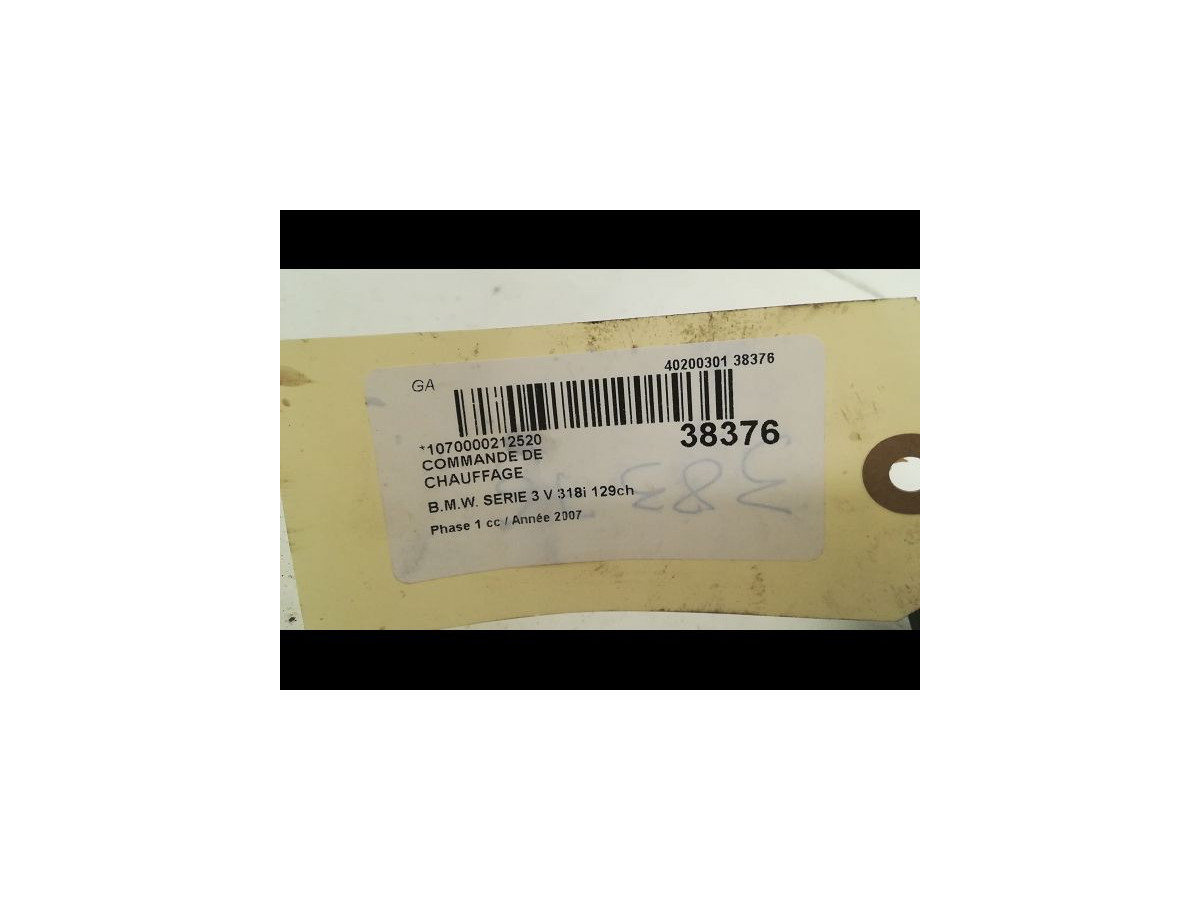 GA
40200301 38376
*1070000212520
38376
COMMANDE DE
CHAUFFAGE
B.M.W. SERIE 3 V 318i 129ch
Phase 1 cc / Année 2007